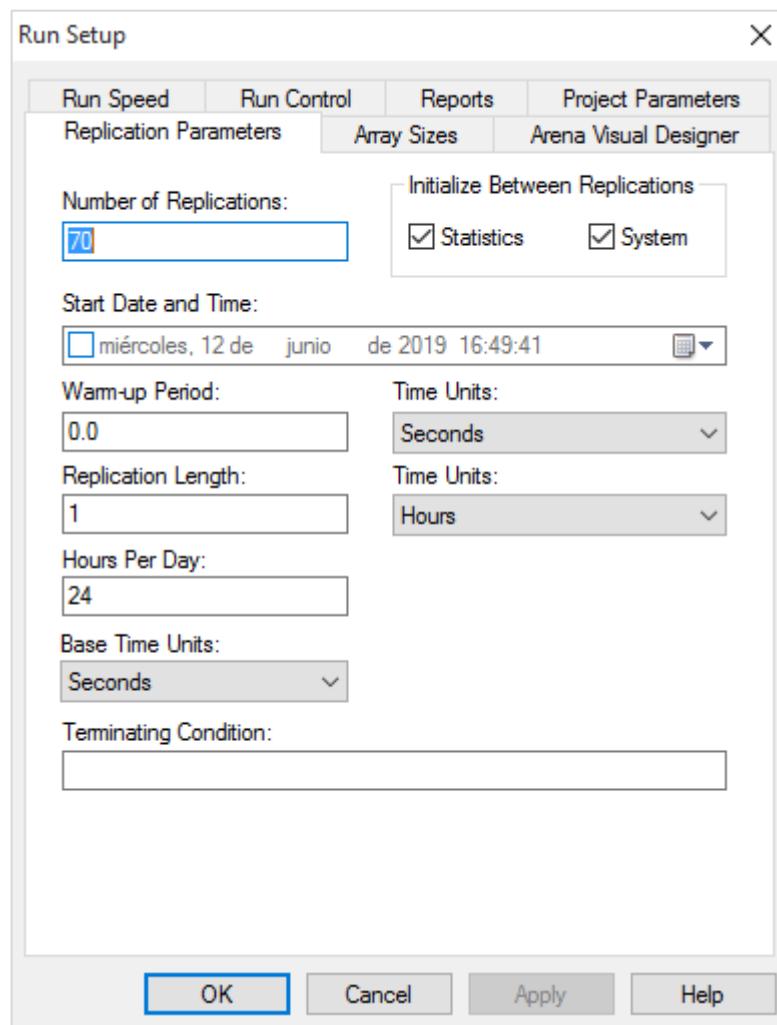 Run Setup
Run Speed Run Control Reports Project Parameters
Replication Parameters Array Sizes Arena Visual Designer
Number of Replications:
70
Initialize Between Replications
Statistics System
Start Date and Time:
miércoles, 12 de junio de 2019 16:49:41
Warm-up Period: Time Units:
0.0 Seconds
Replication Length: Time Units:
1 Hours
Hours Per Day:
24
Base Time Units:
Seconds
Terminating Condition:
OK Cancel Apply Help